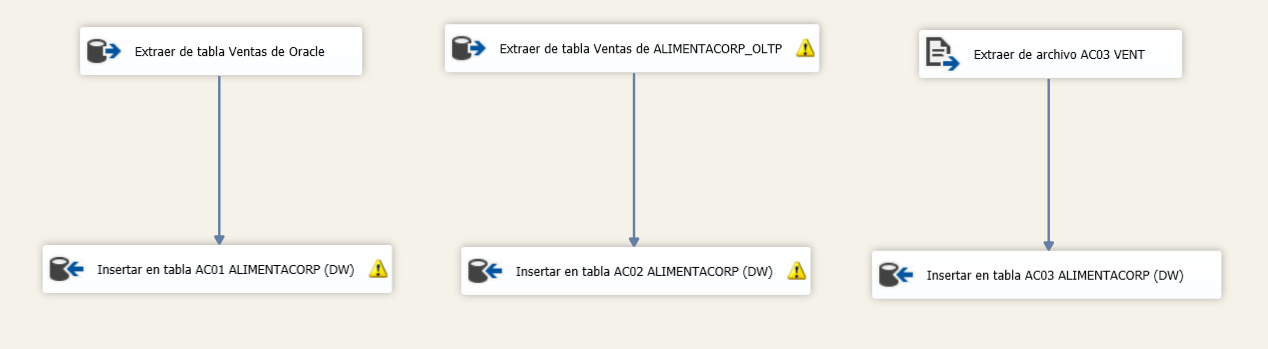 Extraer de tabla Ventas de Oracle
Extraer de tabla Ventas de ALIMENTACORP_OLTP
Extraer de archivo AC03 VENT
Insertar en tabla AC01 ALIMENTACORP (DW)
Insertar en tabla AC02 ALIMENTACORP (DW)
Insertar en tabla AC03 ALIMENTACORP (DW)